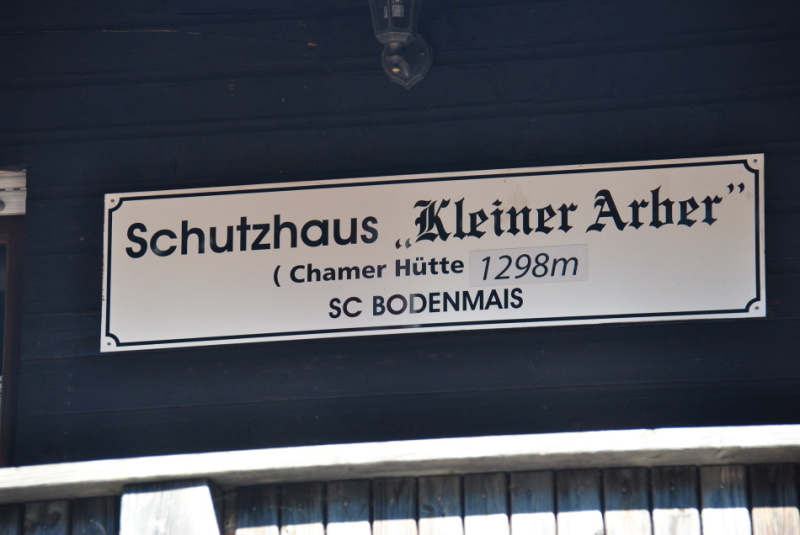 Schutzhaus „Kleiner Arber”
( Chamer Hütte 1298m
SC BODENMAIS